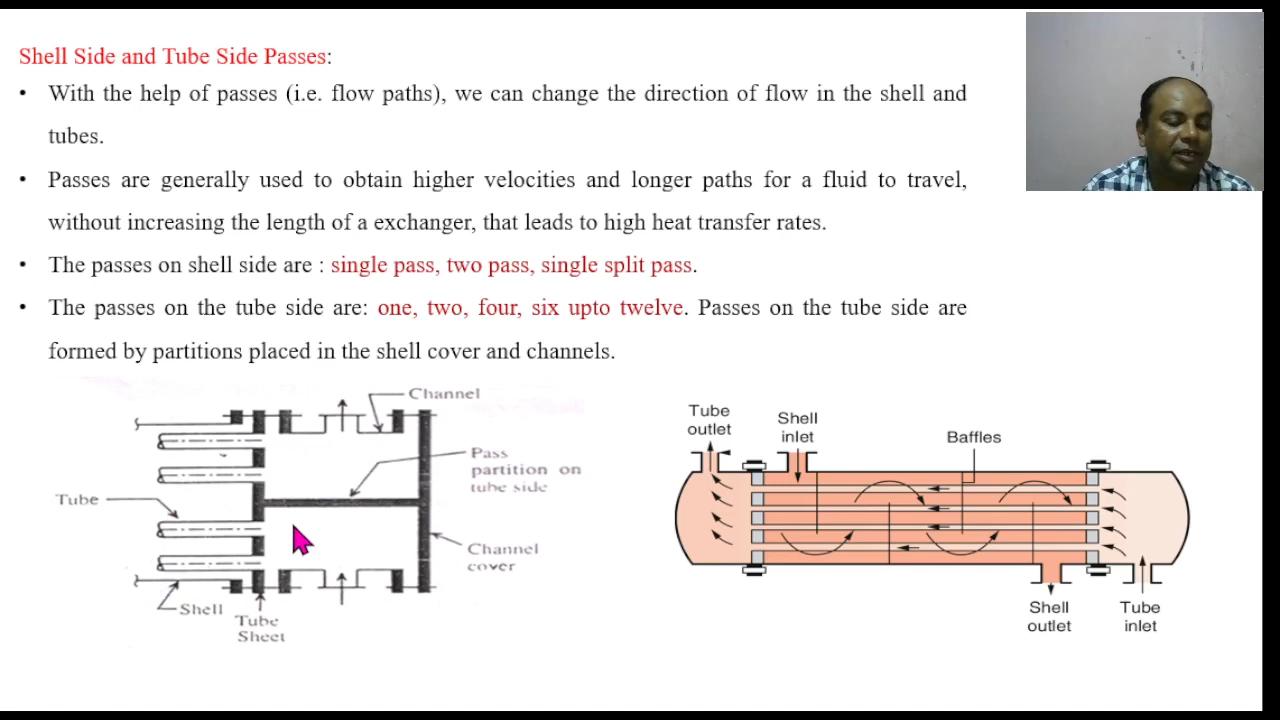 Shell Side and Tube Side Passes:
• With the help of passes (i.e. flow paths), we can change the direction of flow in the shell and
tubes.
• Passes are generally used to obtain higher velocities and longer paths for a fluid to travel,
without increasing the length of a exchanger, that leads to high heat transfer rates.
• The passes on shell side are : single pass, two pass, single split pass.
• The passes on the tube side are: one, two, four, six upto twelve. Passes on the tube side are
formed by partitions placed in the shell cover and channels.
Channel
Pass
partition on
tube side
Tube
Channel
cover
Shell
Tube
Sheet
Tube
outlet
Shell
inlet
Baffles
Shell
outlet
Tube
inlet